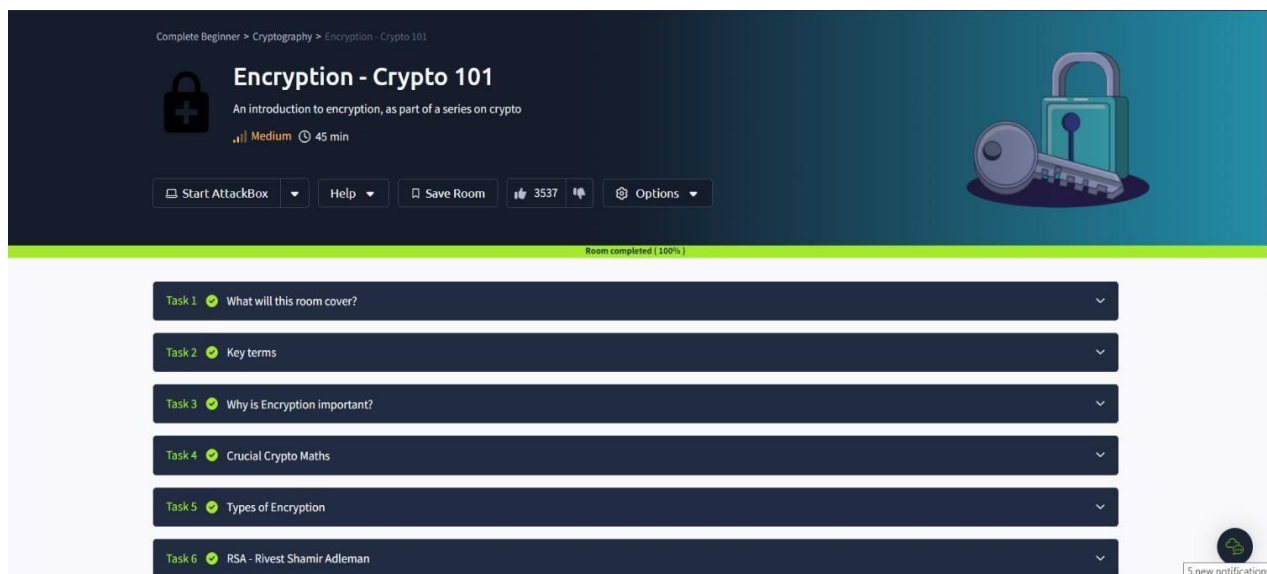 Complete Beginner > Cryptography > Encryption - Crypto 101
Encryption - Crypto 101
An introduction to encryption, as part of a series on crypto
Medium 45 min
Start AttackBox Help Save Room 3537 Options
Room completed ( 100% )
Task 1 What will this room cover?
Task 2 Key terms
Task 3 Why is Encryption important?
Task 4 Crucial Crypto Maths
Task 5 Types of Encryption
Task 6 RSA - Rivest Shamir Adleman
5 new notification